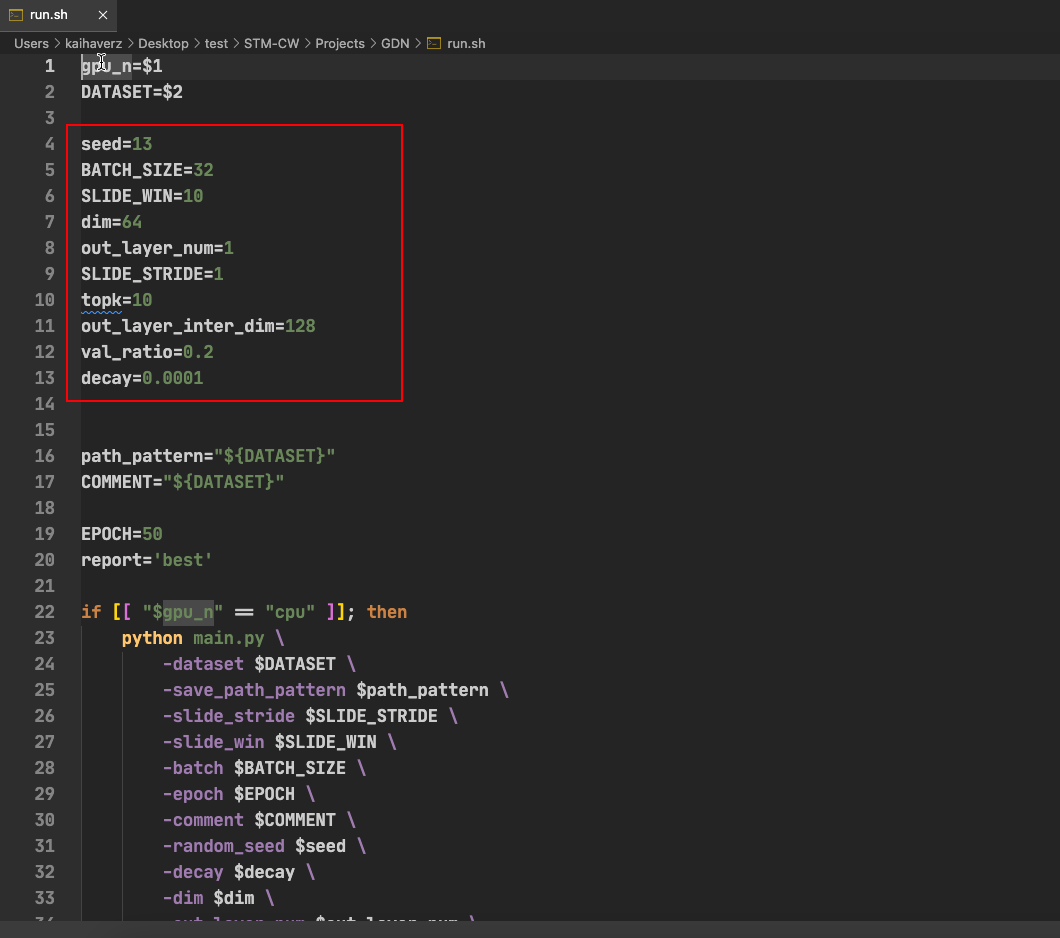 run.sh
Users > kaihaverz > Desktop > test > STM-CW > Projects > GDN > run.sh
1 gpu_n=$1
2 DATASET=$2
3
4 seed=13
5 BATCH_SIZE=32
6 SLIDE_WIN=10
7 dim=64
8 out_layer_num=1
9 SLIDE_STRIDE=1
10 topk=10
11 out_layer_inter_dim=128
12 val_ratio=0.2
13 decay=0.0001
14
15
16 path_pattern="${DATASET}"
17 COMMENT="${DATASET}"
18
19 EPOCH=50
20 report='best'
21
22 if [[ "$gpu_n" == "cpu" ]]; then
23 python main.py \
24 -dataset $DATASET \
25 -save_path_pattern $path_pattern \
26 -slide_stride $SLIDE_STRIDE \
27 -slide_win $SLIDE_WIN \
28 -batch $BATCH_SIZE \
29 -epoch $EPOCH \
30 -comment $COMMENT \
31 -random_seed $seed \
32 -decay $decay \
33 -dim $dim \
34 -out_layer_num $out_layer_num \